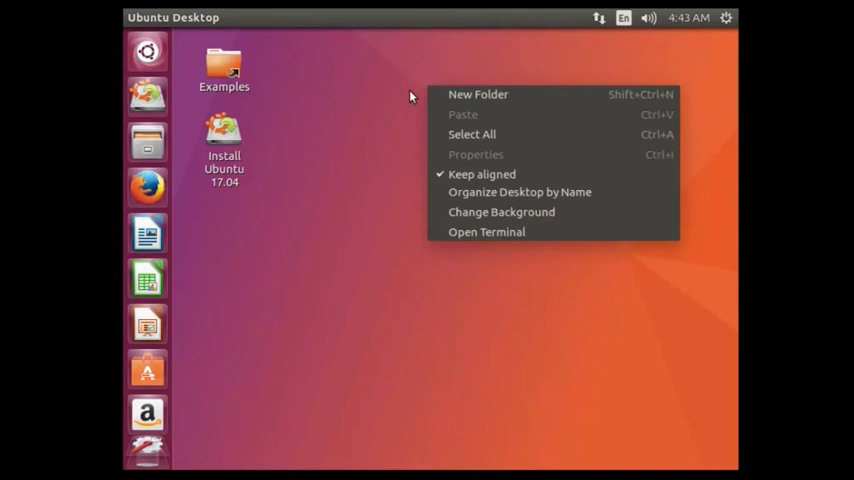 Ubuntu Desktop
En
4:43 AM
Examples
Install
Ubuntu
17.04
New Folder Shift+Ctrl+N
Paste Ctrl+V
Select All Ctrl+A
Properties Ctrl+I
Keep aligned
Organize Desktop by Name
Change Background
Open Terminal